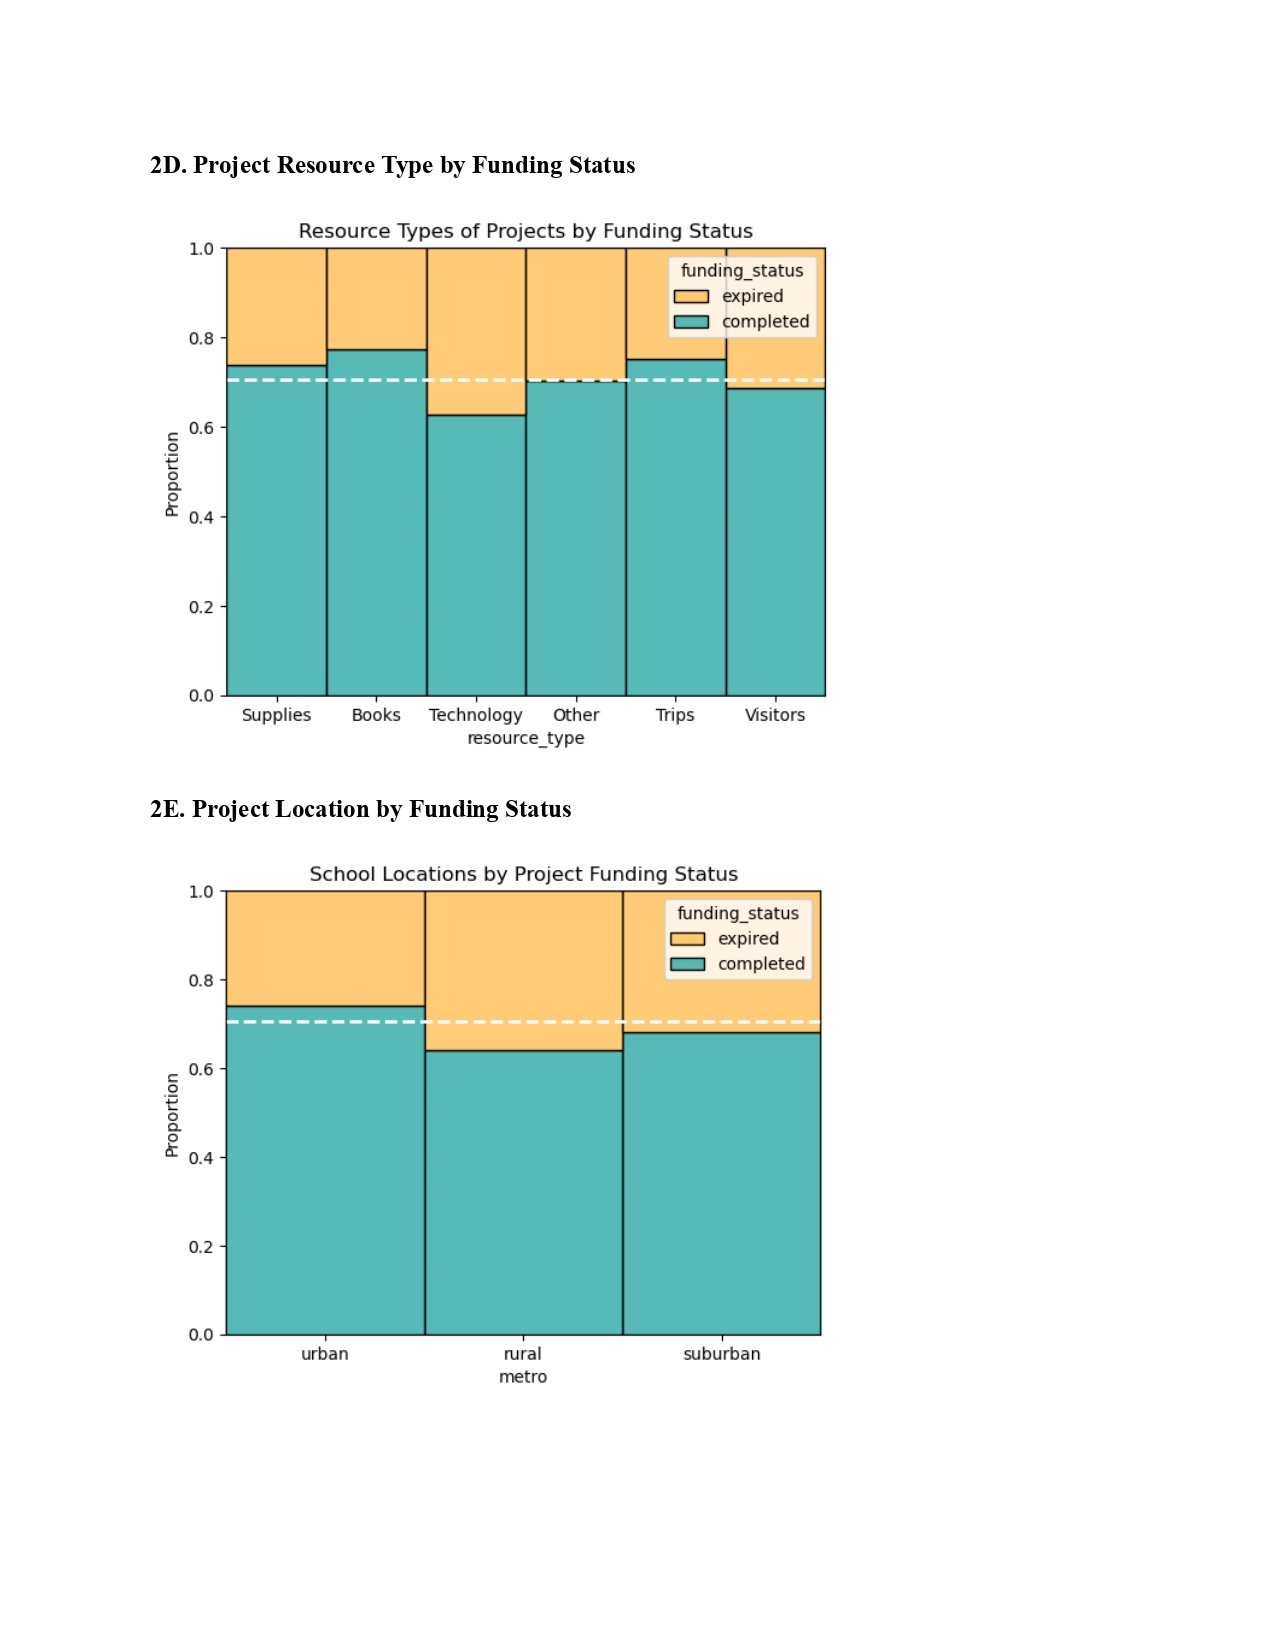 2D. Project Resource Type by Funding Status
Resource Types of Projects by Funding Status
1.0
0.8
0.6
0.4
0.2
0.0
Proportion
funding_status
expired
completed
Supplies Books Technology Other Trips Visitors
resource_type
2E. Project Location by Funding Status
School Locations by Project Funding Status
1.0
0.8
0.6
0.4
0.2
0.0
Proportion
funding_status
expired
completed
urban rural suburban
metro